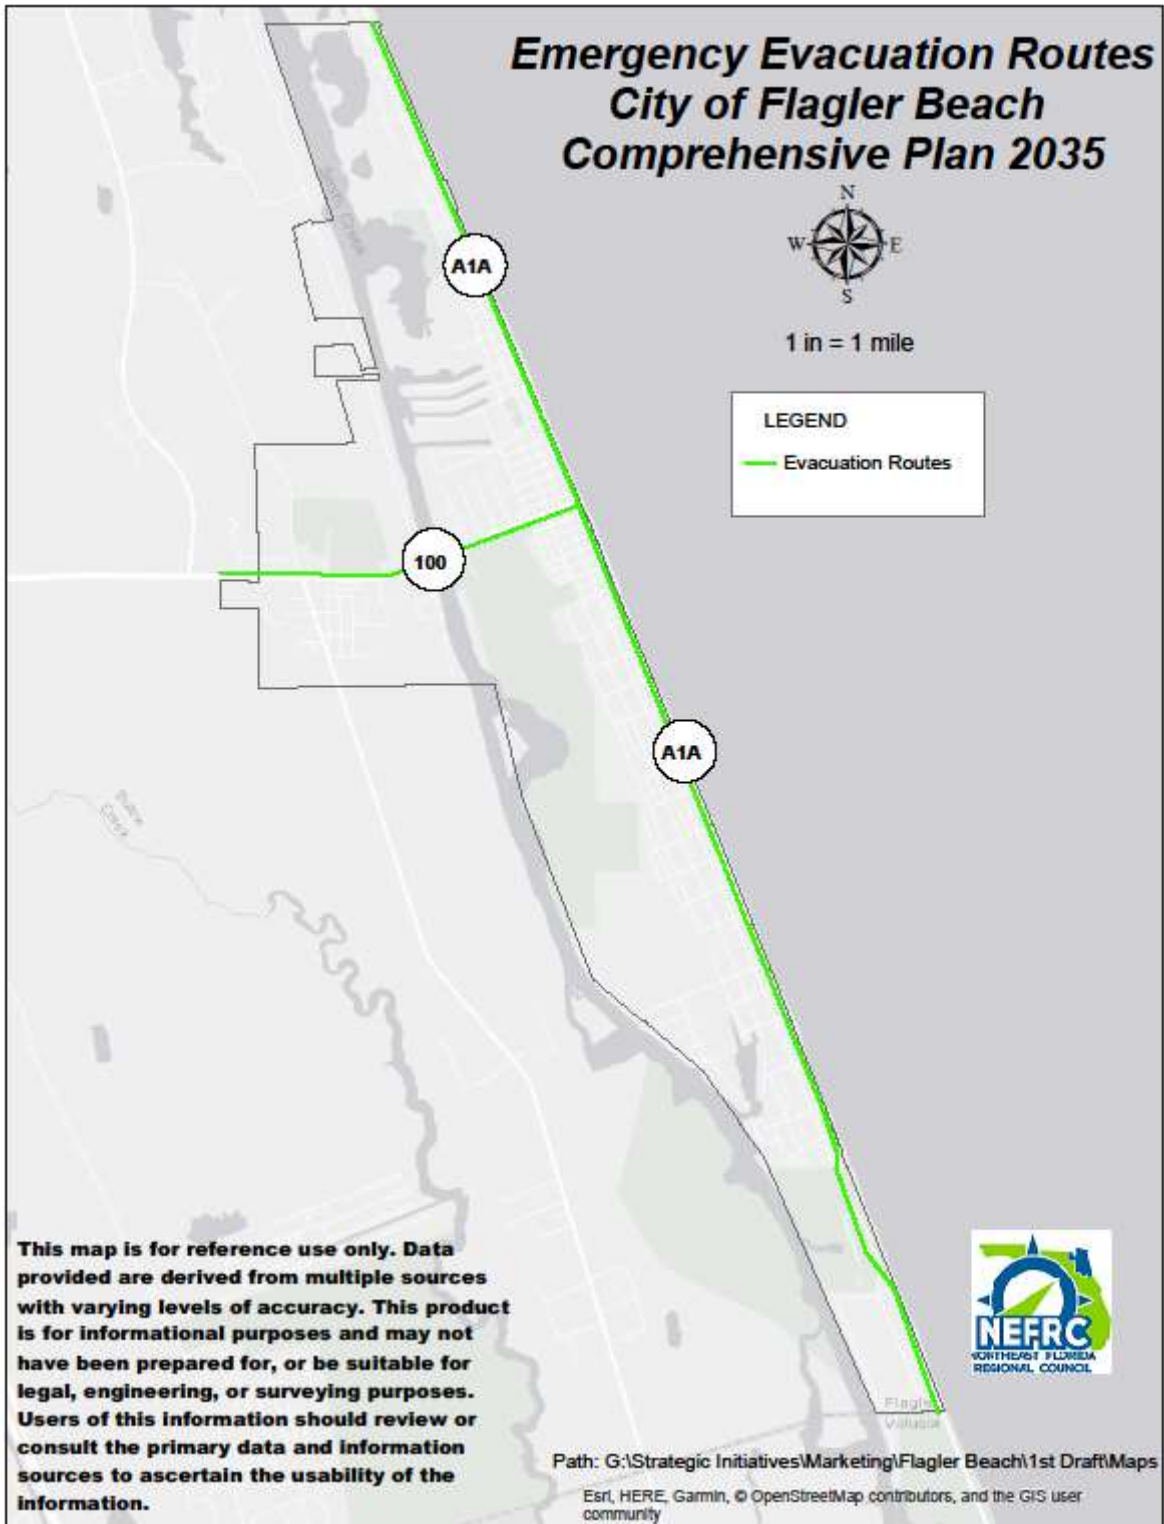 Emergency Evacuation Routes
City of Flagler Beach
Comprehensive Plan 2035
N
W E
S
1 in = 1 mile
LEGEND
Evacuation Routes
A1A
100
A1A
Creek
Creek
This map is for reference use only. Data
provided are derived from multiple sources
with varying levels of accuracy. This product
is for informational purposes and may not
have been prepared for, or be suitable for
legal, engineering, or surveying purposes.
Users of this information should review or
consult the primary data and information
sources to ascertain the usability of the
information.
NEFRC
NORTHEAST FLORIDA
REGIONAL COUNCIL
Volusia
Path: G:\Strategic Initiatives\Marketing\Flagler Beach\1st Draft\Maps
Esri, HERE, Garmin, © OpenStreetMap contributors, and the GIS user
community